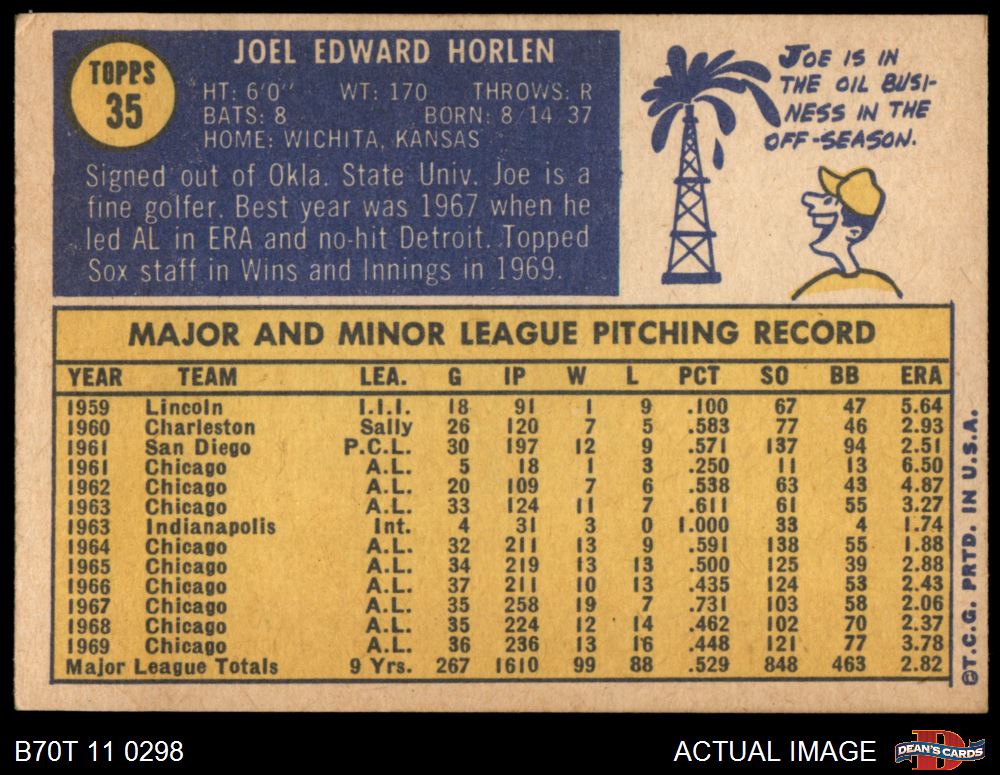 TOPPS
35
JOEL EDWARD HORLEN
HT: 6'0" WT: 170 THROWS: R
BATS: 8 BORN: 8 14 37
HOME: WICHITA, KANSAS
Signed out of Okla. State Univ. Joe is a
fine golfer. Best year was 1967 when he
led AL in ERA and no-hit Detroit. Topped
Sox staff in Wins and Innings in 1969.
JOE IS IN
THE OIL BUSI-
NESS IN THE
OFF-SEASON.
MAJOR AND MINOR LEAGUE PITCHING RECORD
YEAR TEAM LEA. G IP W L PCT SO BB ERA
1959 Lincoln I.I.I. 18 91 1 9 .100 67 47 5.64
1960 Charleston Sally 26 120 7 5 .583 77 46 2.93
1961 San Diego P.C.L. 30 197 12 9 .571 137 94 2.51
1961 Chicago A.L. 5 18 1 3 .250 11 13 6.50
1962 Chicago A.L. 20 109 7 6 .538 63 43 4.87
1963 Chicago A.L. 33 124 11 7 .611 61 55 3.27
1963 Indianapolis Int. 4 31 3 0 1.000 33 4 1.74
1964 Chicago A.L. 32 211 13 9 .591 138 55 1.88
1965 Chicago A.L. 34 219 13 13 .500 125 39 2.88
1966 Chicago A.L. 37 211 10 13 .435 124 53 2.43
1967 Chicago A.L. 35 258 19 7 .731 103 58 2.06
1968 Chicago A.L. 35 224 12 14 .462 102 70 2.37
1969 Chicago A.L. 36 236 13 16 .448 121 77 3.78
Major League Totals 9 Yrs. 267 1610 99 88 .529 848 463 2.82
©T.C.G. PRTD. IN U.S.A.
B70T 11 0298
ACTUAL IMAGE
D
DEAN'S CARDS